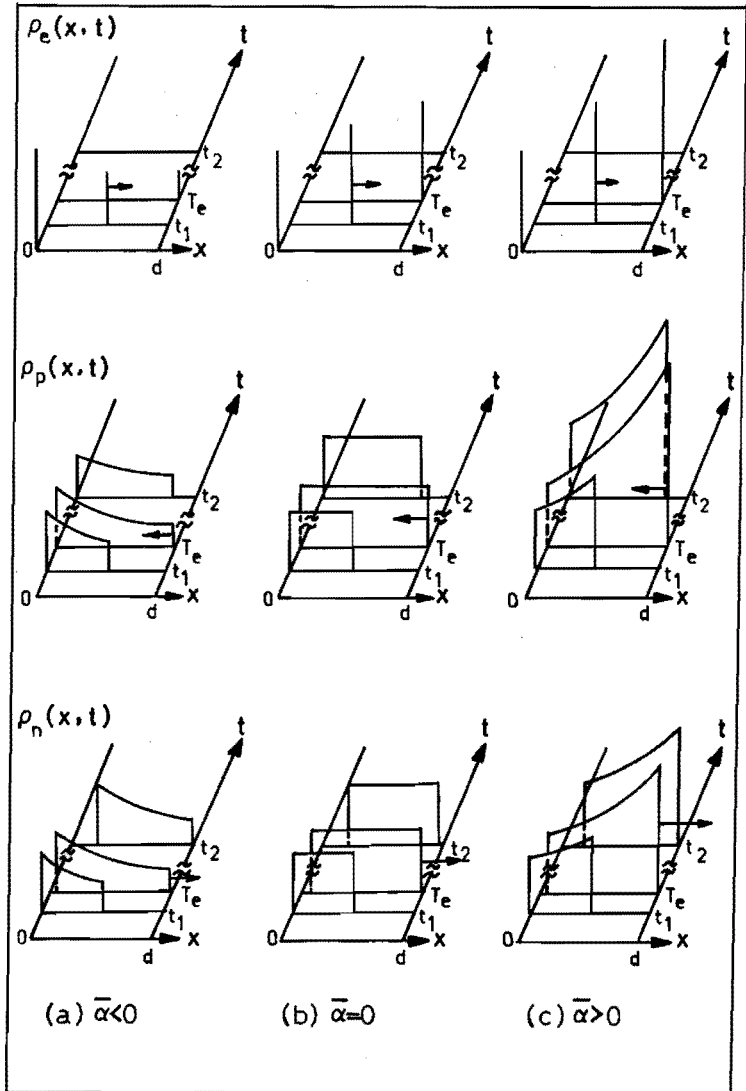 ρₑ(x,t)
t
t₂
Tₑ
t₁
0
d
x
t
t₂
Tₑ
t₁
0
d
x
t
t₂
Tₑ
t₁
0
d
x
ρₚ(x,t)
t
t₂
Tₑ
t₁
0
d
x
t
t₂
Tₑ
t₁
0
d
x
t
t₂
Tₑ
t₁
0
d
x
ρₙ(x,t)
t
t₂
Tₑ
t₁
0
d
x
t
t₂
Tₑ
t₁
0
d
x
t
t₂
Tₑ
t₁
0
d
x
(a) ᾱ<0 (b) ᾱ=0 (c) ᾱ>0